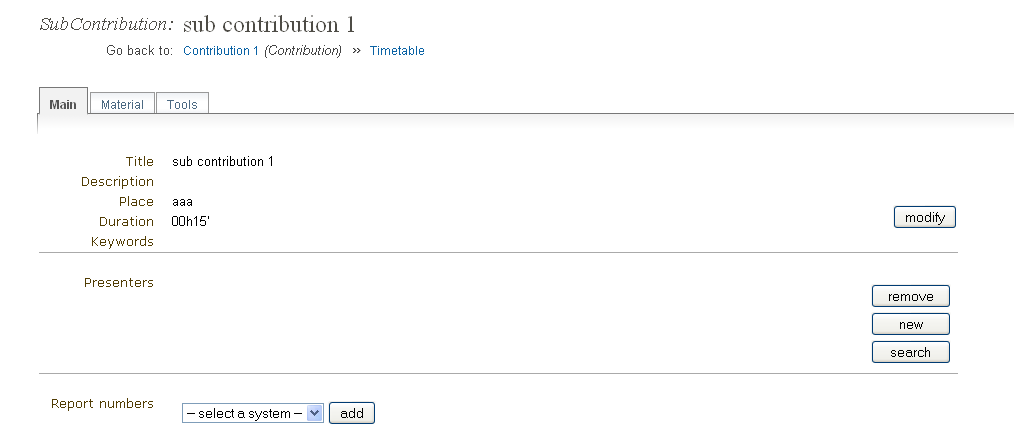 SubContribution: sub contribution 1
Go back to: Contribution 1 (Contribution) » Timetable
Main Material Tools
Title sub contribution 1
Description
Place aaa
Duration 00h15'
modify
Keywords
Presenters
remove
new
search
Report numbers -- select a system -- add